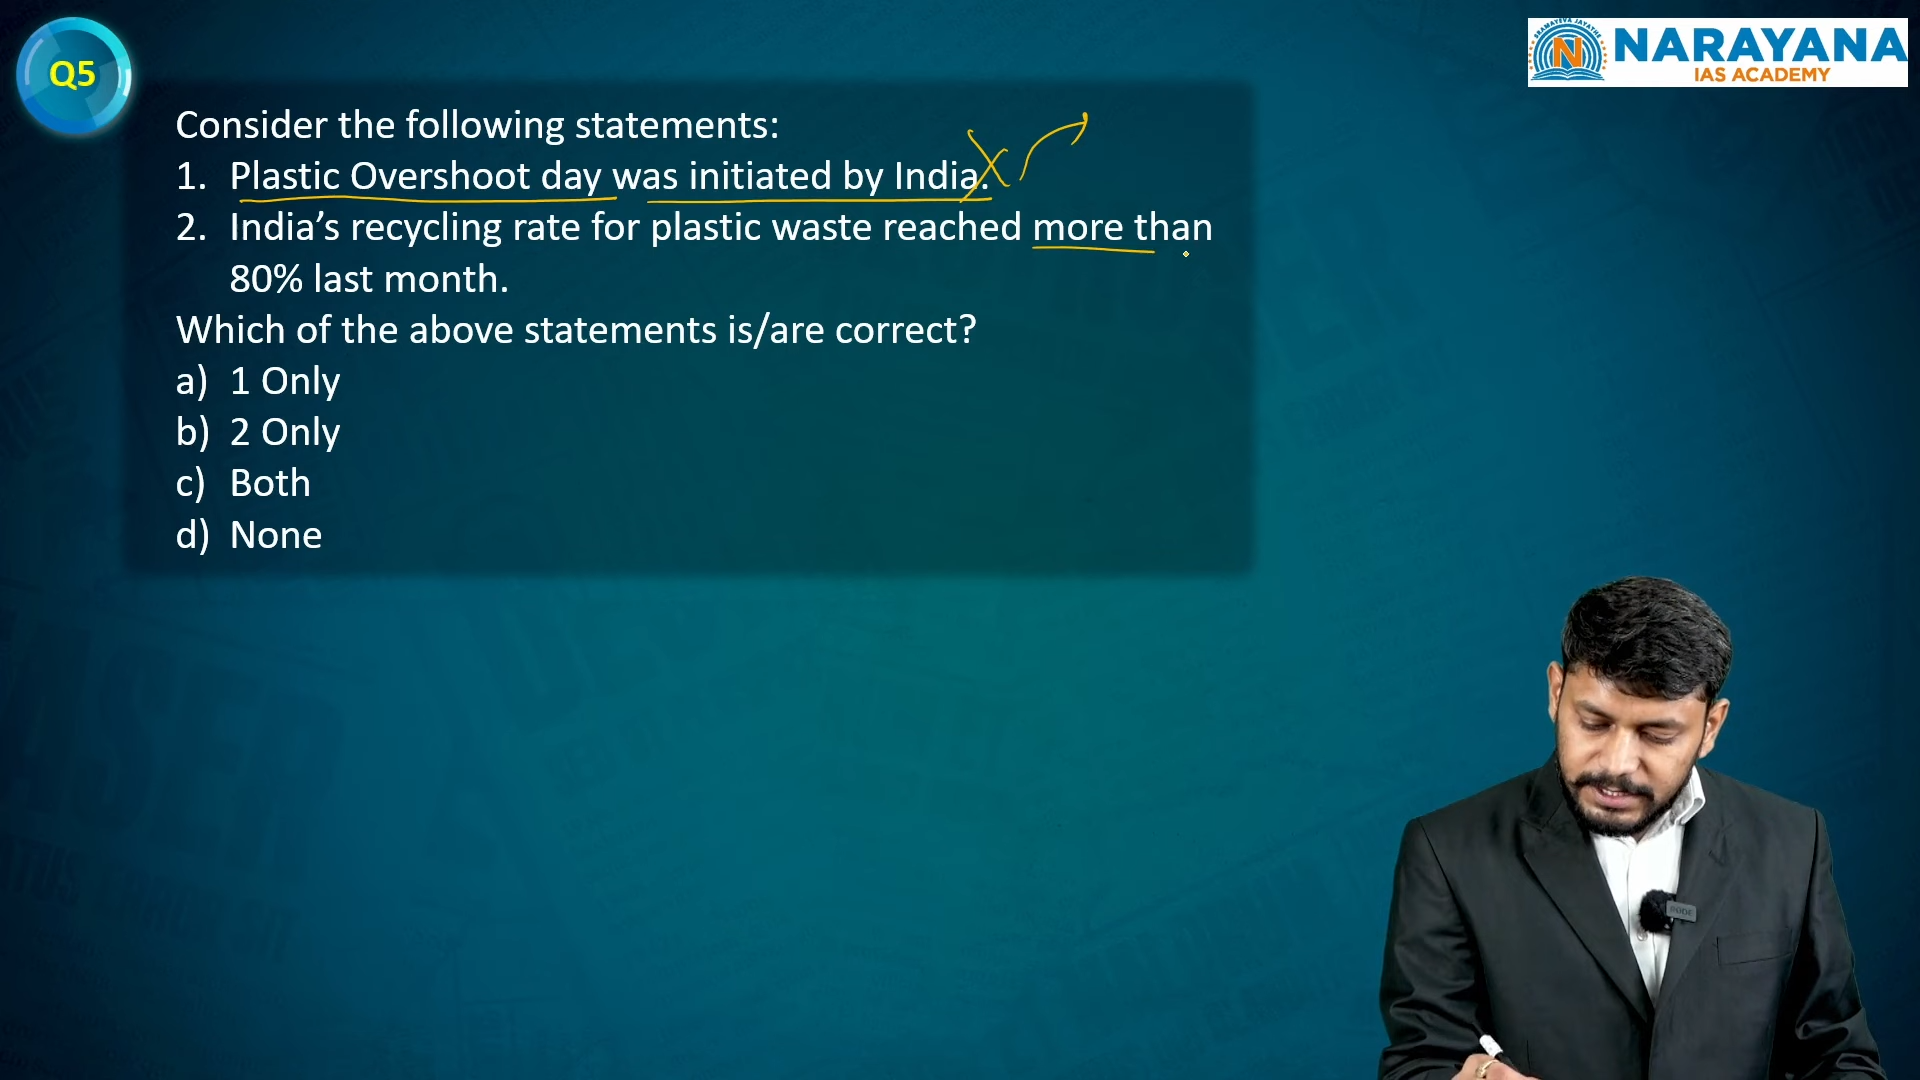 Q5
NARAYANA
IAS ACADEMY
Consider the following statements:
1. Plastic Overshoot day was initiated by India.
2. India’s recycling rate for plastic waste reached more than
80% last month.
Which of the above statements is/are correct?
a) 1 Only
b) 2 Only
c) Both
d) None